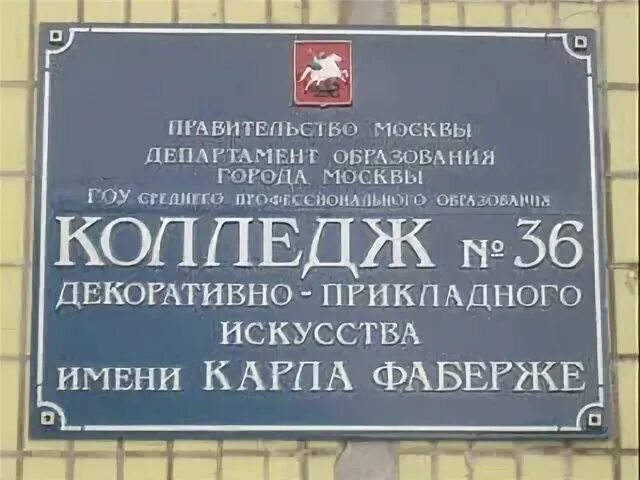 ПРАВИТЕЛЬСТВО МОСКВЫ
ДЕПАРТАМЕНТ ОБРАЗОВАНИЯ
ГОРОДА МОСКВЫ
ГОУ СРЕДНЕГО ПРОФЕССИОНАЛЬНОГО ОБРАЗОВАНИЯ
КОЛЛЕДЖ № 36
ДЕКОРАТИВНО - ПРИКЛАДНОГО
ИСКУССТВА
ИМЕНИ КАРЛА ФАБЕРЖЕ